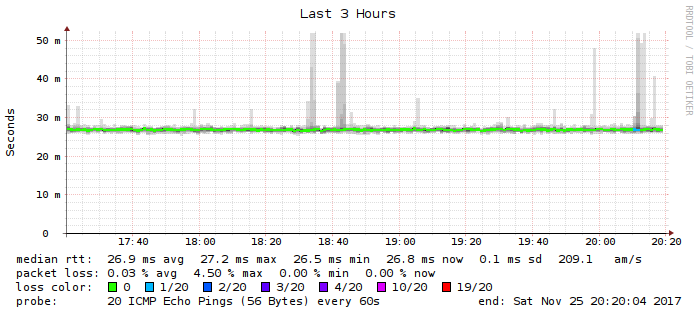 Last 3 Hours
RRDTOOL / TOBI OETIKER
Seconds
50 m
40 m
30 m
20 m
10 m
0
17:40 18:00 18:20 18:40 19:00 19:20 19:40 20:00 20:20
median rtt: 26.9 ms avg 27.2 ms max 26.5 ms min 26.8 ms now 0.1 ms sd 209.1 am/s
packet loss: 0.03 % avg 4.50 % max 0.00 % min 0.00 % now
loss color: 0 1/20 2/20 3/20 4/20 10/20 19/20
probe: 20 ICMP Echo Pings (56 Bytes) every 60s end: Sat Nov 25 20:20:04 2017